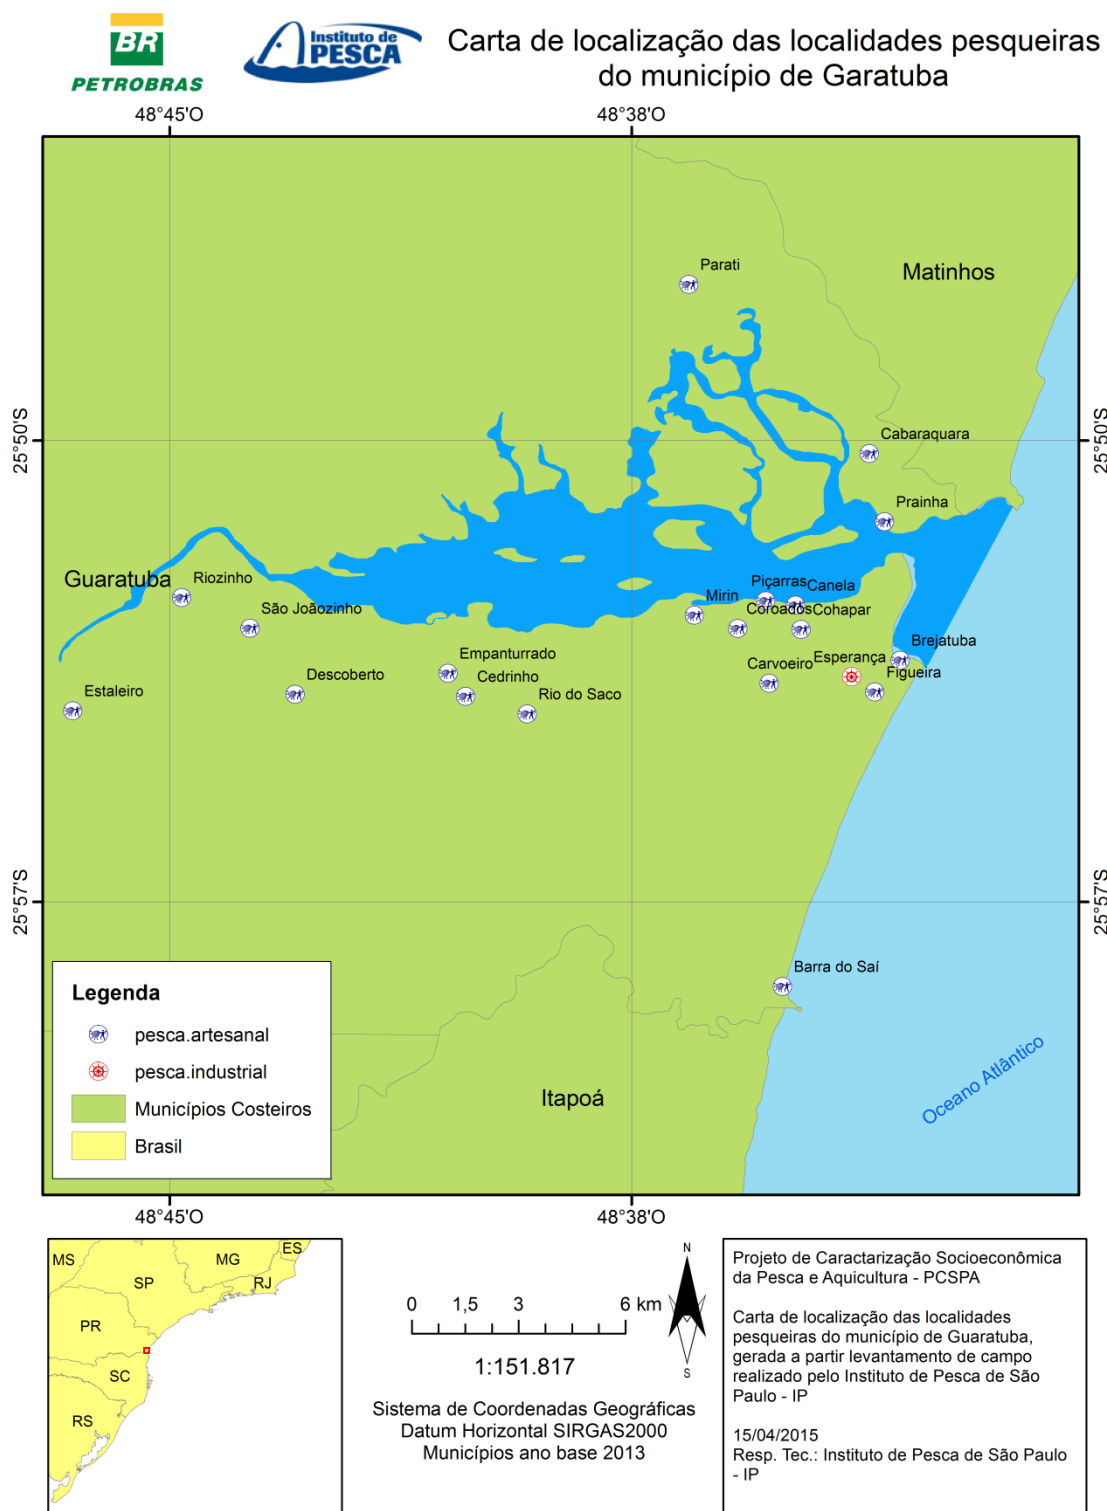 BR
PETROBRAS
Instituto de
PESCA
Carta de localização das localidades pesqueiras
do município de Garatuba
48°45'O
48°38'O
Parati
Matinhos
25°50'S
25°50'S
Cabaraquara
Prainha
Guaratuba
Riozinho
São Joãozinho
Piçarras
Canela
Mirin
Coroados
Cohapar
Brejatuba
Esperança
Empanturrado
Carvoeiro
Figueira
Descoberto
Cedrinho
Estaleiro
Rio do Saco
25°57'S
25°57'S
Barra do Saí
Legenda
pesca.artesanal
pesca.industrial
Municípios Costeiros
Brasil
Itapoá
Oceano Atlântico
48°45'O
48°38'O
MS
MG
ES
SP
RJ
PR
SC
RS
0 1,5 3 6 km
1:151.817
Sistema de Coordenadas Geográficas
Datum Horizontal SIRGAS2000
Municípios ano base 2013
N
S
Projeto de Caractarização Socioeconômica
da Pesca e Aquicultura - PCSPA
Carta de localização das localidades
pesqueiras do município de Guaratuba,
gerada a partir levantamento de campo
realizado pelo Instituto de Pesca de São
Paulo - IP
15/04/2015
Resp. Tec.: Instituto de Pesca de São Paulo
- IP